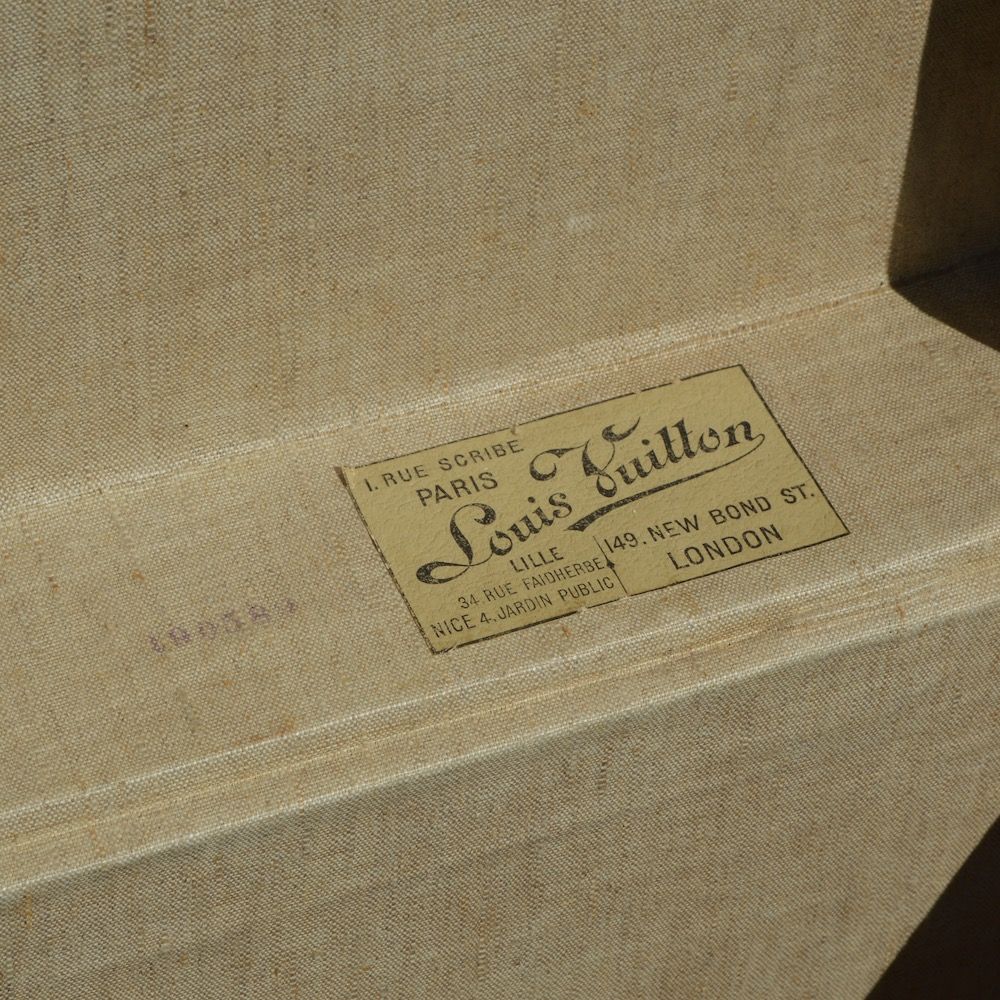 1. RUE SCRIBE
PARIS
Louis Vuitton
LILLE
34. RUE FAIDHERBE
NICE 4. JARDIN PUBLIC
149. NEW BOND ST.
LONDON